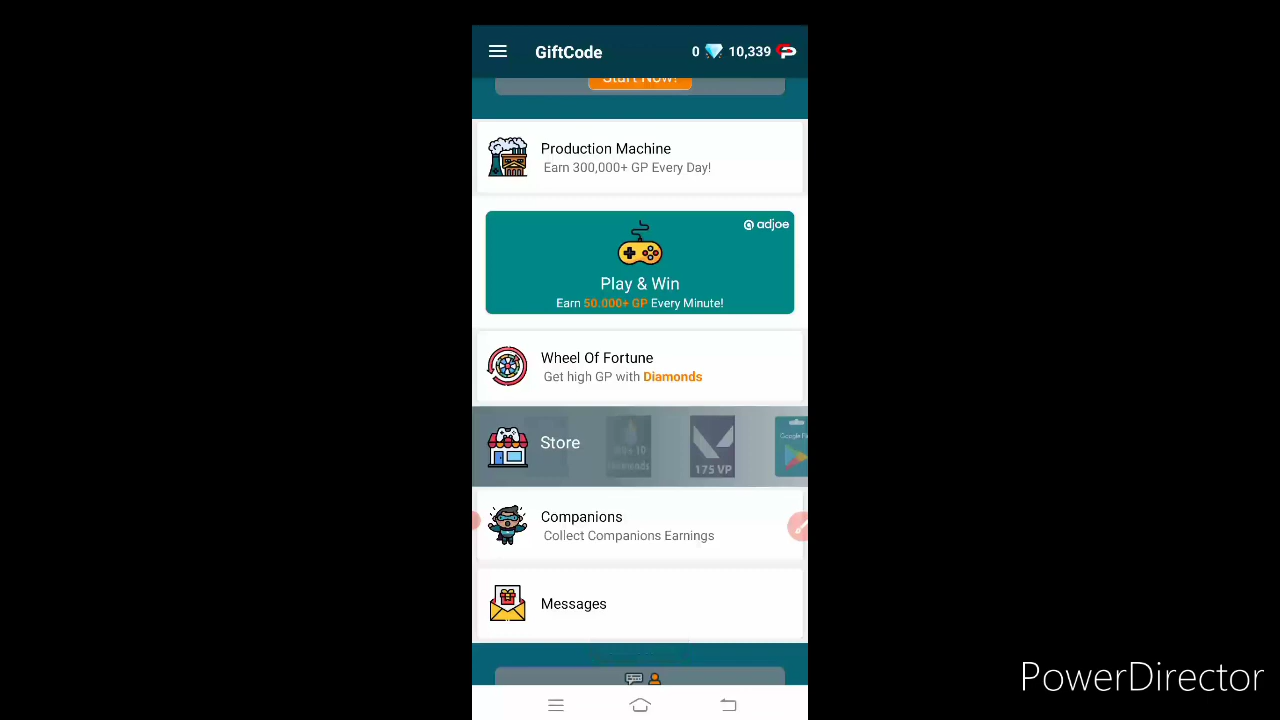 GiftCode
0
10,339
Start Now!
Production Machine
Earn 300,000+ GP Every Day!
adjoe
Play & Win
Earn 50.000+ GP Every Minute!
Wheel Of Fortune
Get high GP with Diamonds
Store
175 VP
Google Pl
Companions
Collect Companions Earnings
Messages
PowerDirector